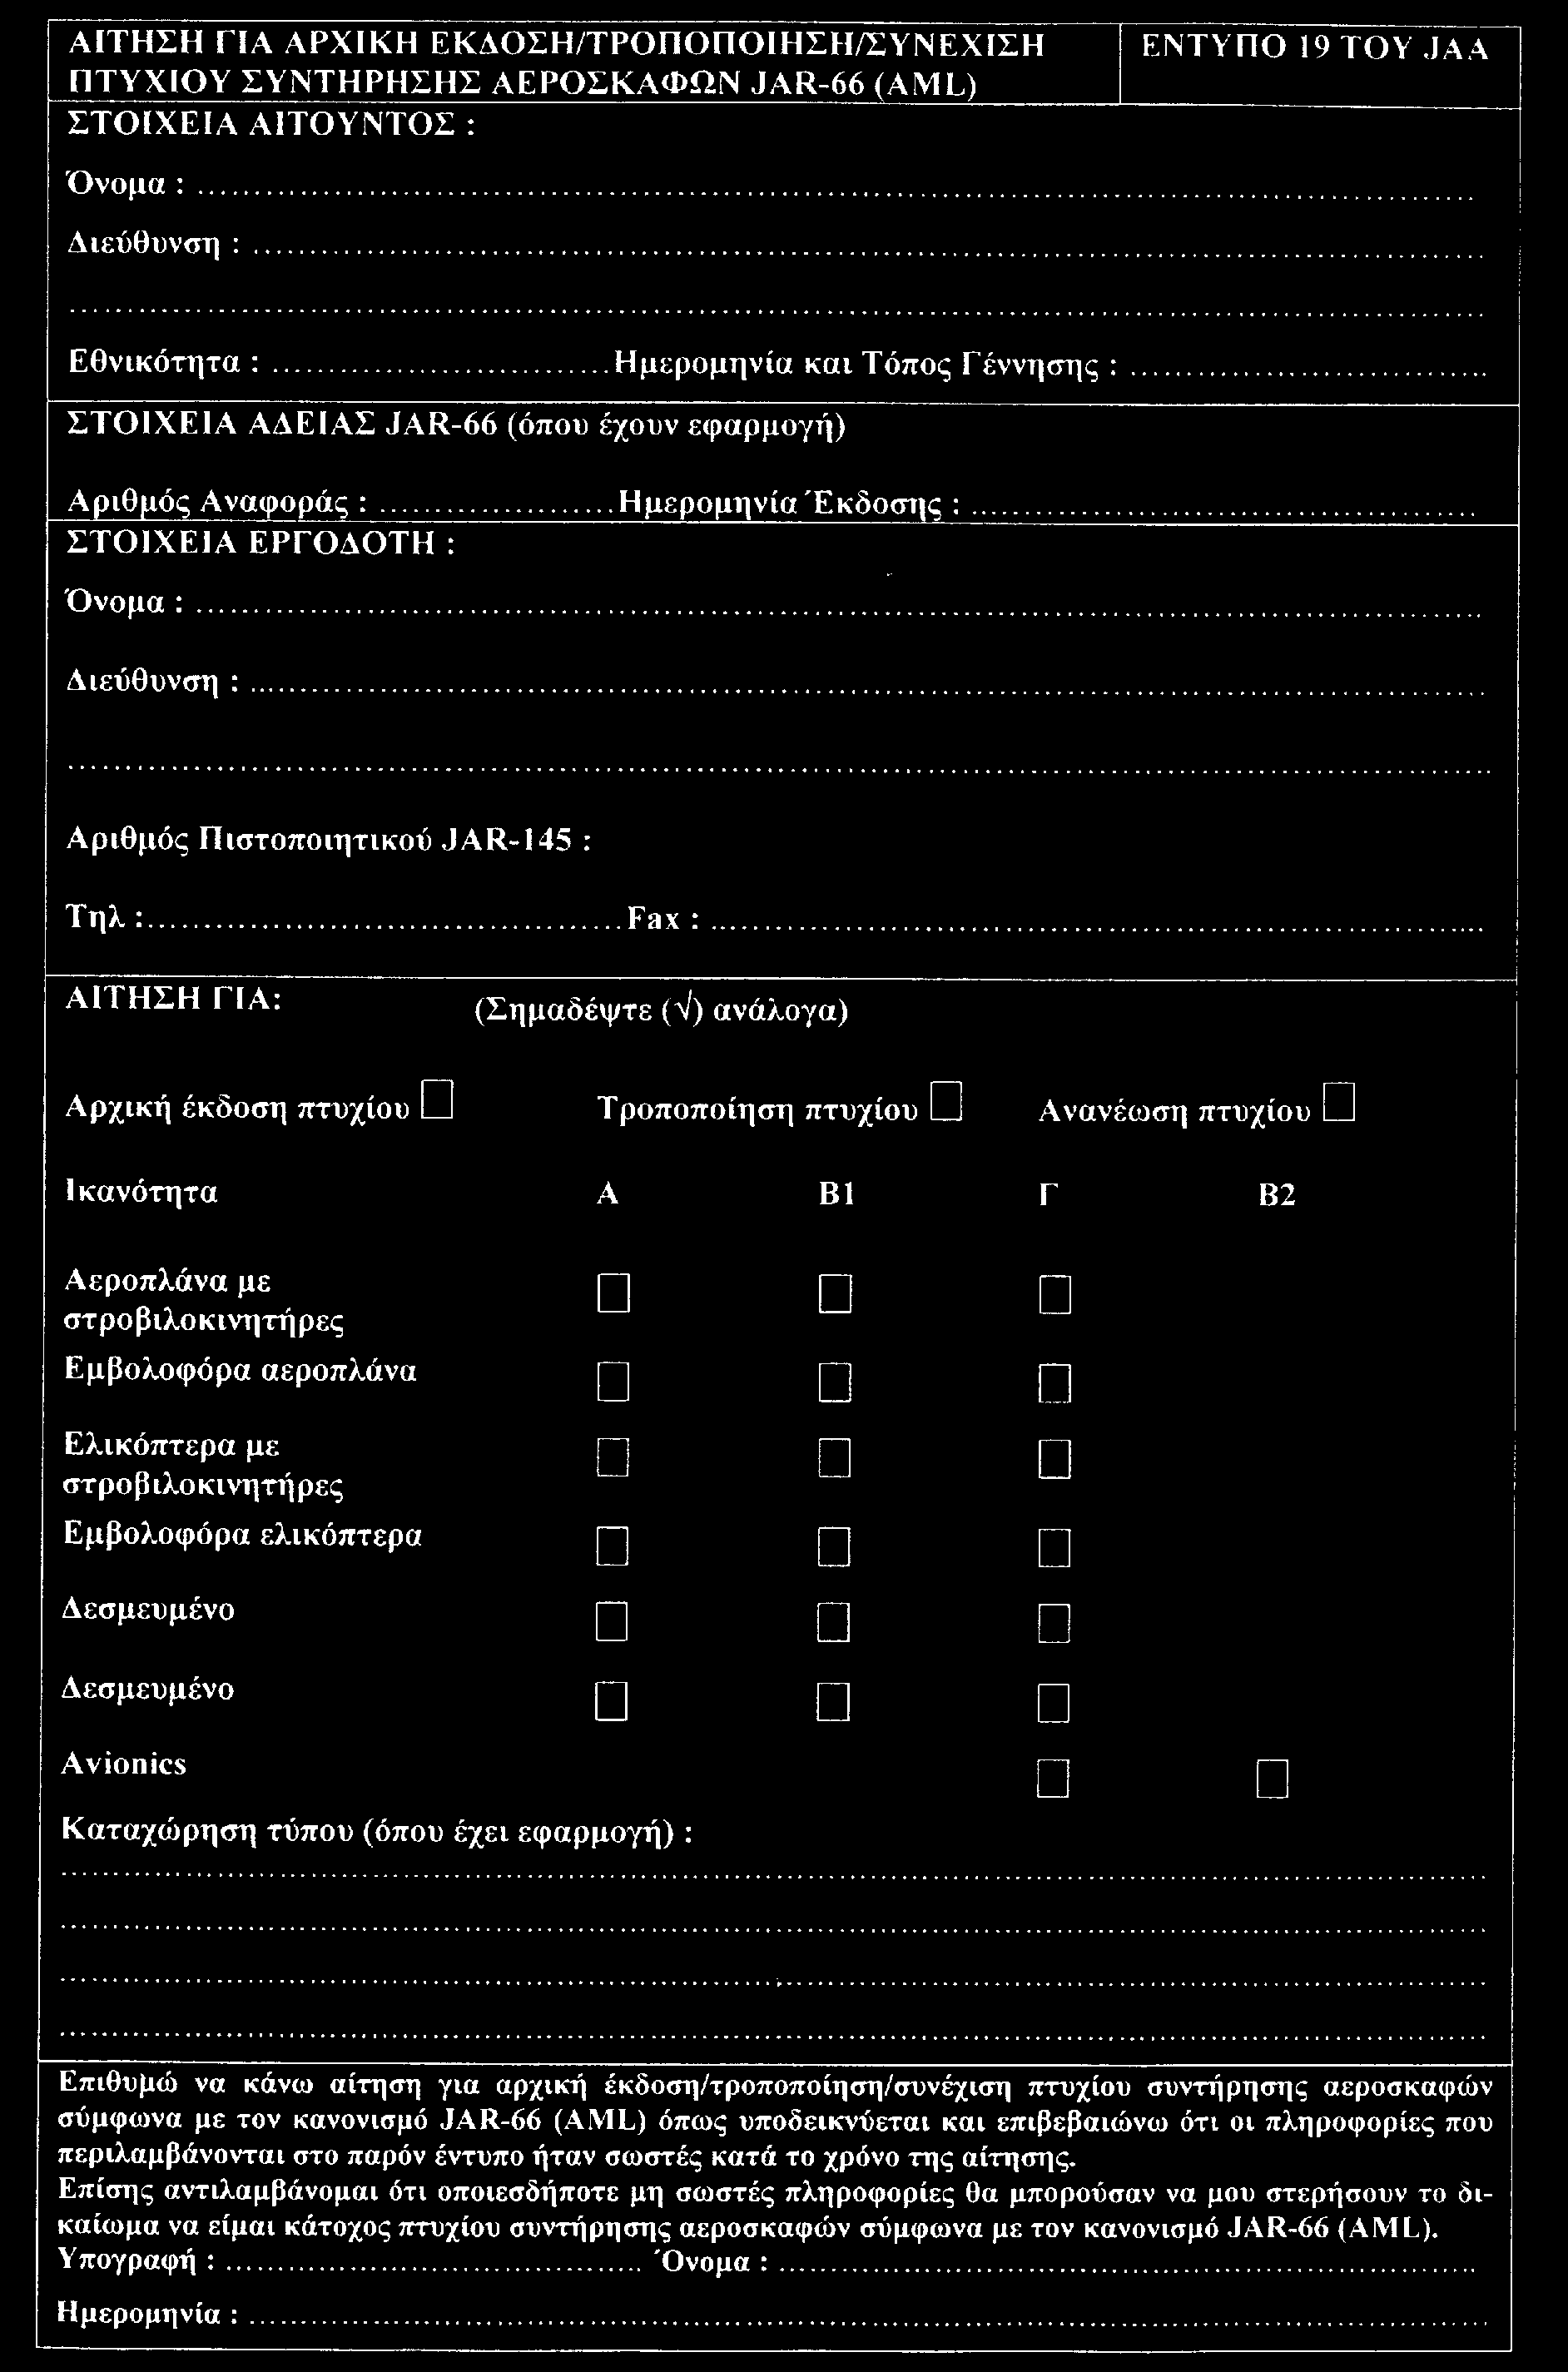 ΑΙΤΗΣΗ ΓΙΑ ΑΡΧΙΚΗ ΕΚΔΟΣΗ/ΤΡΟΠΟΠΟΙΗΣΗ/ΣΥΝΕΧΙΣΗ
ΠΤΥΧΙΟΥ ΣΥΝΤΗΡΗΣΗΣ ΑΕΡΟΣΚΑΦΩΝ JAR-66 (AML)
ΕΝΤΥΠΟ 19 ΤΟΥ JAA
ΣΤΟΙΧΕΙΑ ΑΙΤΟΥΝΤΟΣ :
Όνομα : ........................................
Διεύθυνση : ........................................
........................................
Εθνικότητα : ....................Ημερομηνία και Τόπος Γέννησης : ....................
ΣΤΟΙΧΕΙΑ ΑΔΕΙΑΣ JAR-66 (όπου έχουν εφαρμογή)
Αριθμός Αναφοράς : ....................Ημερομηνία Έκδοσης : ....................
ΣΤΟΙΧΕΙΑ ΕΡΓΟΔΟΤΗ :
Όνομα : ........................................
Διεύθυνση : ........................................
........................................
Αριθμός Πιστοποιητικού JAR-145 :
Τηλ :....................Fax : ....................
ΑΙΤΗΣΗ ΓΙΑ: (Σημαδέψτε (√) ανάλογα)
Αρχική έκδοση πτυχίου □ Τροποποίηση πτυχίου □ Ανανέωση πτυχίου □
Ικανότητα Α Β1 Γ Β2
Αεροπλάνα με □ □ □
στροβιλοκινητήρες
Εμβολοφόρα αεροπλάνα □ □ □
Ελικόπτερα με □ □ □
στροβιλοκινητήρες
Εμβολοφόρα ελικόπτερα □ □ □
Δεσμευμένο □ □ □
Δεσμευμένο □ □ □
Avionics □ □
Καταχώρηση τύπου (όπου έχει εφαρμογή) :
........................................
........................................
........................................
........................................
Επιθυμώ να κάνω αίτηση για αρχική έκδοση/τροποποίηση/συνέχιση πτυχίου συντήρησης αεροσκαφών
σύμφωνα με τον κανονισμό JAR-66 (AML) όπως υποδεικνύεται και επιβεβαιώνω ότι οι πληροφορίες που
περιλαμβάνονται στο παρόν έντυπο ήταν σωστές κατά το χρόνο της αίτησης.
Επίσης αντιλαμβάνομαι ότι οποιεσδήποτε μη σωστές πληροφορίες θα μπορούσαν να μου στερήσουν το δι-
καίωμα να είμαι κάτοχος πτυχίου συντήρησης αεροσκαφών σύμφωνα με τον κανονισμό JAR-66 (AML).
Υπογραφή : .................... Όνομα : ....................
Ημερομηνία : ........................................